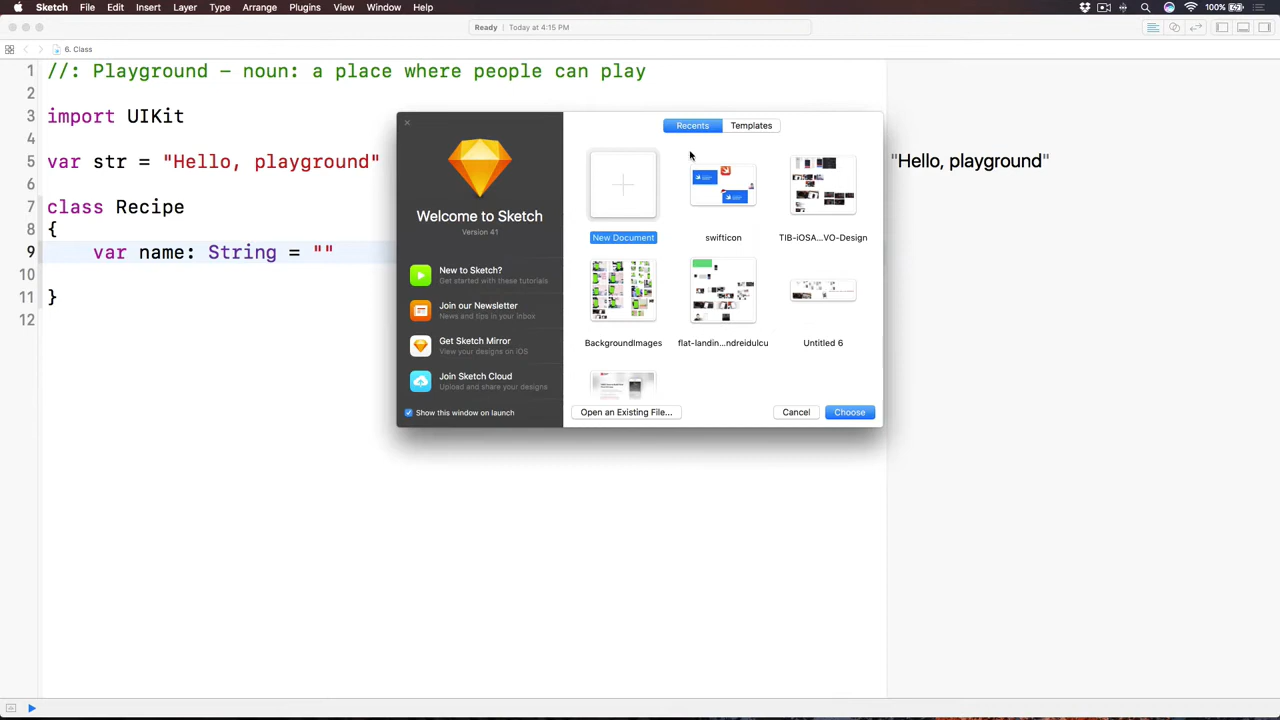 Sketch File Edit Insert Layer Type Arrange Plugins View Window Help 100%
Ready | Today at 4:15 PM
6. Class
1 //: Playground - noun: a place where people can play
2
3 import UIKit
4
5 var str = "Hello, playground"
"Hello, playground"
6
7 class Recipe
8 {
9 var name: String = ""
10
11 }
12
Welcome to Sketch
Version 41
New to Sketch?
Get started with these tutorials
Join our Newsletter
News and tips in your inbox
Get Sketch Mirror
View your designs on iOS
Join Sketch Cloud
Upload and share your designs
Show this window on launch
Recents Templates
New Document swifticon TIB-iOSA...VO-Design
BackgroundImages flat-landin...ndreidulcu Untitled 6
Open an Existing File... Cancel Choose